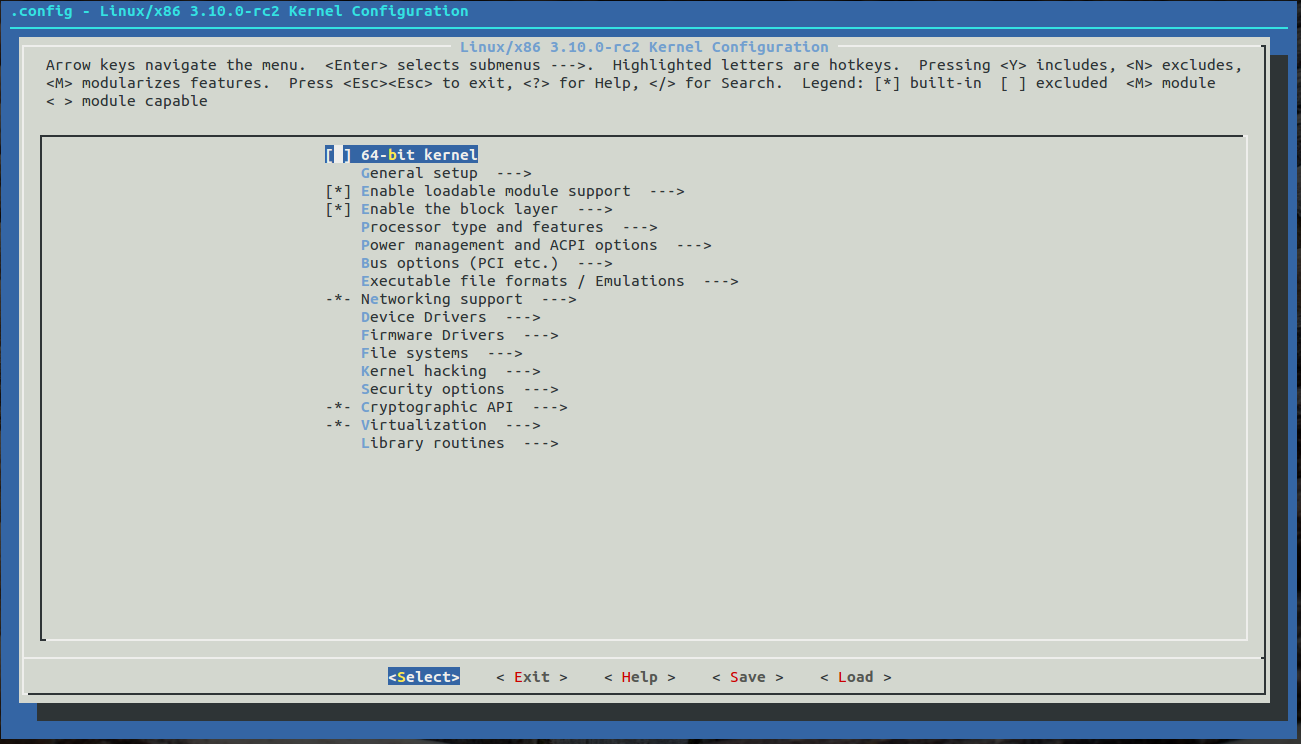 .config - Linux/x86 3.10.0-rc2 Kernel Configuration
Linux/x86 3.10.0-rc2 Kernel Configuration
Arrow keys navigate the menu.  <Enter> selects submenus --->.  Highlighted letters are hotkeys.  Pressing <Y> includes, <N> excludes,
<M> modularizes features.  Press <Esc><Esc> to exit, <?> for Help, </> for Search.  Legend: [*] built-in  [ ] excluded  <M> module
< > module capable
[ ] 64-bit kernel
General setup  --->
[*] Enable loadable module support  --->
[*] Enable the block layer  --->
Processor type and features  --->
Power management and ACPI options  --->
Bus options (PCI etc.)  --->
Executable file formats / Emulations  --->
-*- Networking support  --->
Device Drivers  --->
Firmware Drivers  --->
File systems  --->
Kernel hacking  --->
Security options  --->
-*- Cryptographic API  --->
-*- Virtualization  --->
Library routines  --->
<Select>    < Exit >    < Help >    < Save >    < Load >